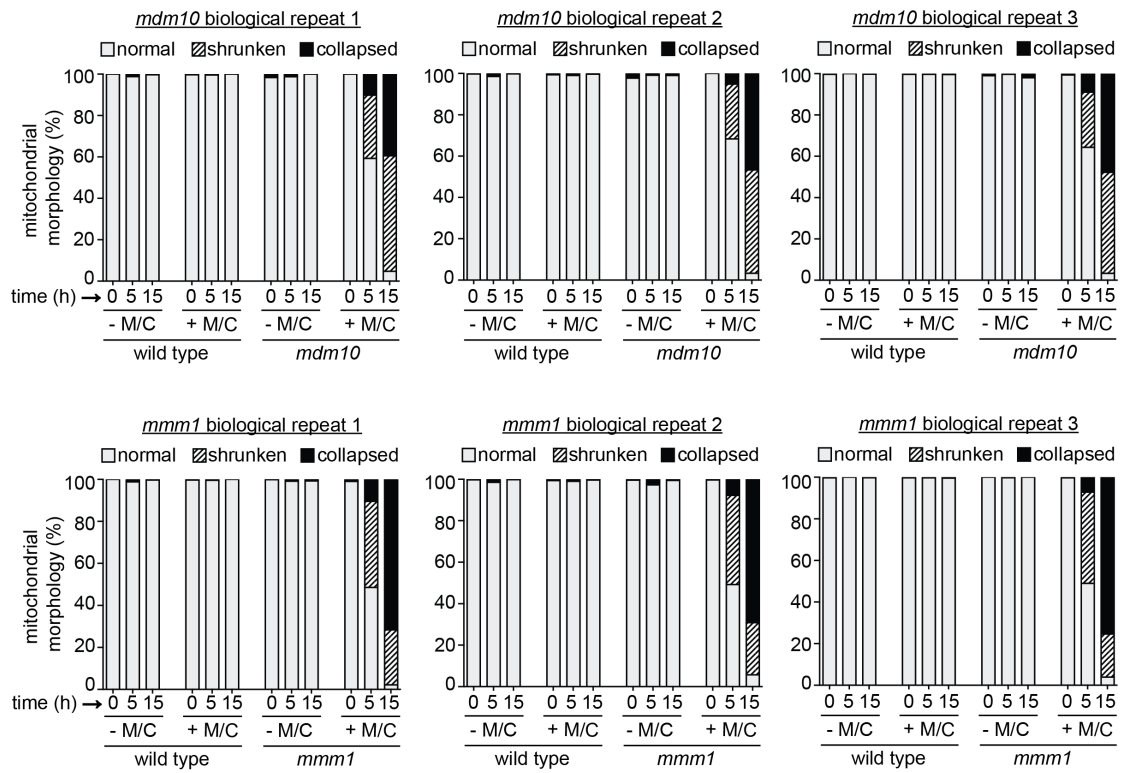 mdm10 biological repeat 1
normal shrunken collapsed
mitochondrial
morphology (%)
100
80
60
40
20
0
time (h)
0 5 15 0 5 15 0 5 15 0 5 15
- M/C + M/C - M/C + M/C
wild type mdm10
mdm10 biological repeat 2
normal shrunken collapsed
100
80
60
40
20
0
0 5 15 0 5 15 0 5 15 0 5 15
- M/C + M/C - M/C + M/C
wild type mdm10
mdm10 biological repeat 3
normal shrunken collapsed
100
80
60
40
20
0
0 5 15 0 5 15 0 5 15 0 5 15
- M/C + M/C - M/C + M/C
wild type mdm10
mmm1 biological repeat 1
normal shrunken collapsed
mitochondrial
morphology (%)
100
80
60
40
20
0
time (h)
0 5 15 0 5 15 0 5 15 0 5 15
- M/C + M/C - M/C + M/C
wild type mmm1
mmm1 biological repeat 2
normal shrunken collapsed
100
80
60
40
20
0
0 5 15 0 5 15 0 5 15 0 5 15
- M/C + M/C - M/C + M/C
wild type mmm1
mmm1 biological repeat 3
normal shrunken collapsed
100
80
60
40
20
0
0 5 15 0 5 15 0 5 15 0 5 15
- M/C + M/C - M/C + M/C
wild type mmm1